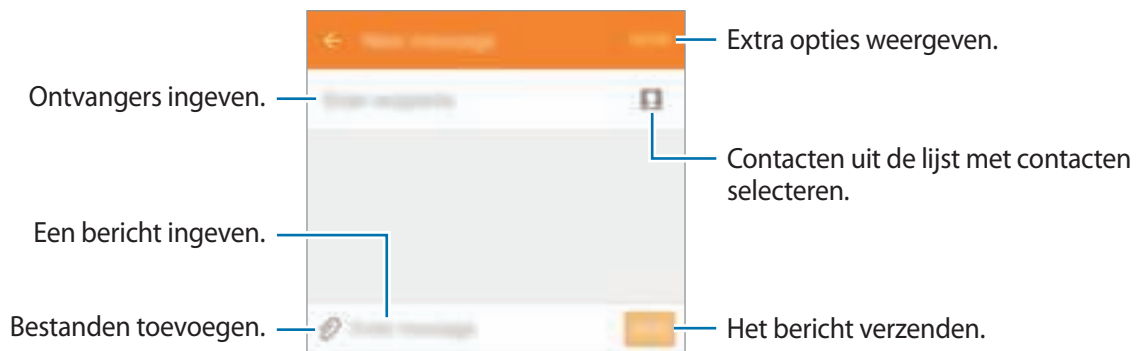 Extra opties weergeven.
Ontvangers ingeven.
Contacten uit de lijst met contacten
selecteren.
Een bericht ingeven.
Bestanden toevoegen.
Het bericht verzenden.